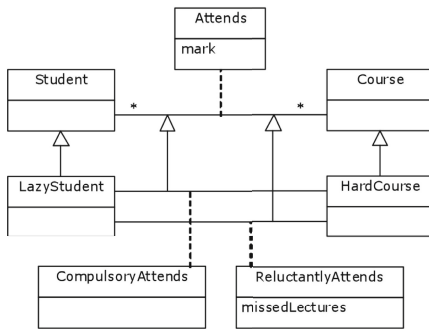 Attends
mark
Student
Course
* *
LazyStudent
HardCourse
CompulsoryAttends
ReluctantlyAttends
missedLectures